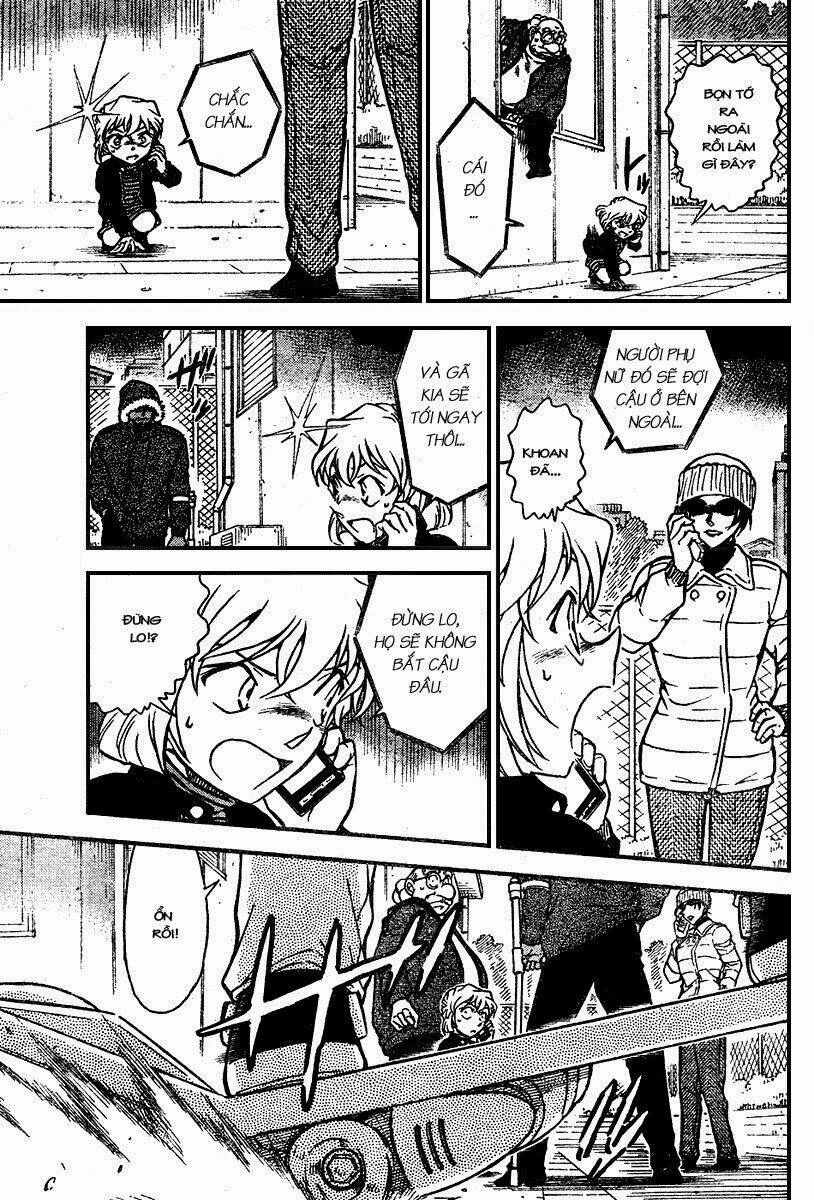 BỌN TỚ
RA
NGOÀI
RỒI LÀM
GÌ ĐÂY?
CÁI
ĐÓ
...
CHẮC
CHẮN...
NGƯỜI PHỤ
NỮ ĐÓ SẼ ĐỢI
CẬU Ở BÊN
NGOÀI...
KHOAN
ĐÃ...
VÀ GÃ
KIA SẼ
TỚI NGAY
THÔI...
ĐỪNG LO,
HỌ SẼ KHÔNG
BẮT CẬU
ĐÂU.
ĐỪNG
LO!?
ỔN
RỒI!